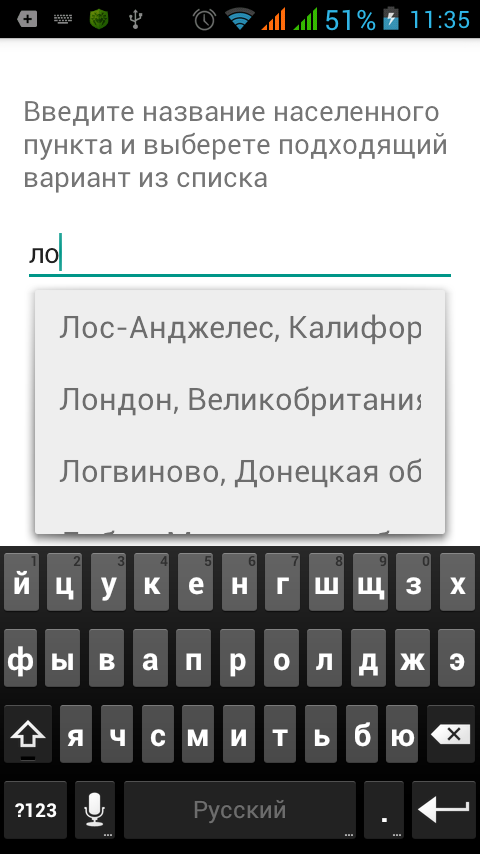 51% 11:35
Введите название населенного
пункта и выберете подходящий
вариант из списка
ло
Лос-Анджелес, Калифор
Лондон, Великобритания
Логвиново, Донецкая об
1 2 3 4 5 6 7 8 9 0
й ц у к е н г ш щ з х
ф ы в а п р о л д ж э
я ч с м и т ь б ю
?123 Русский .